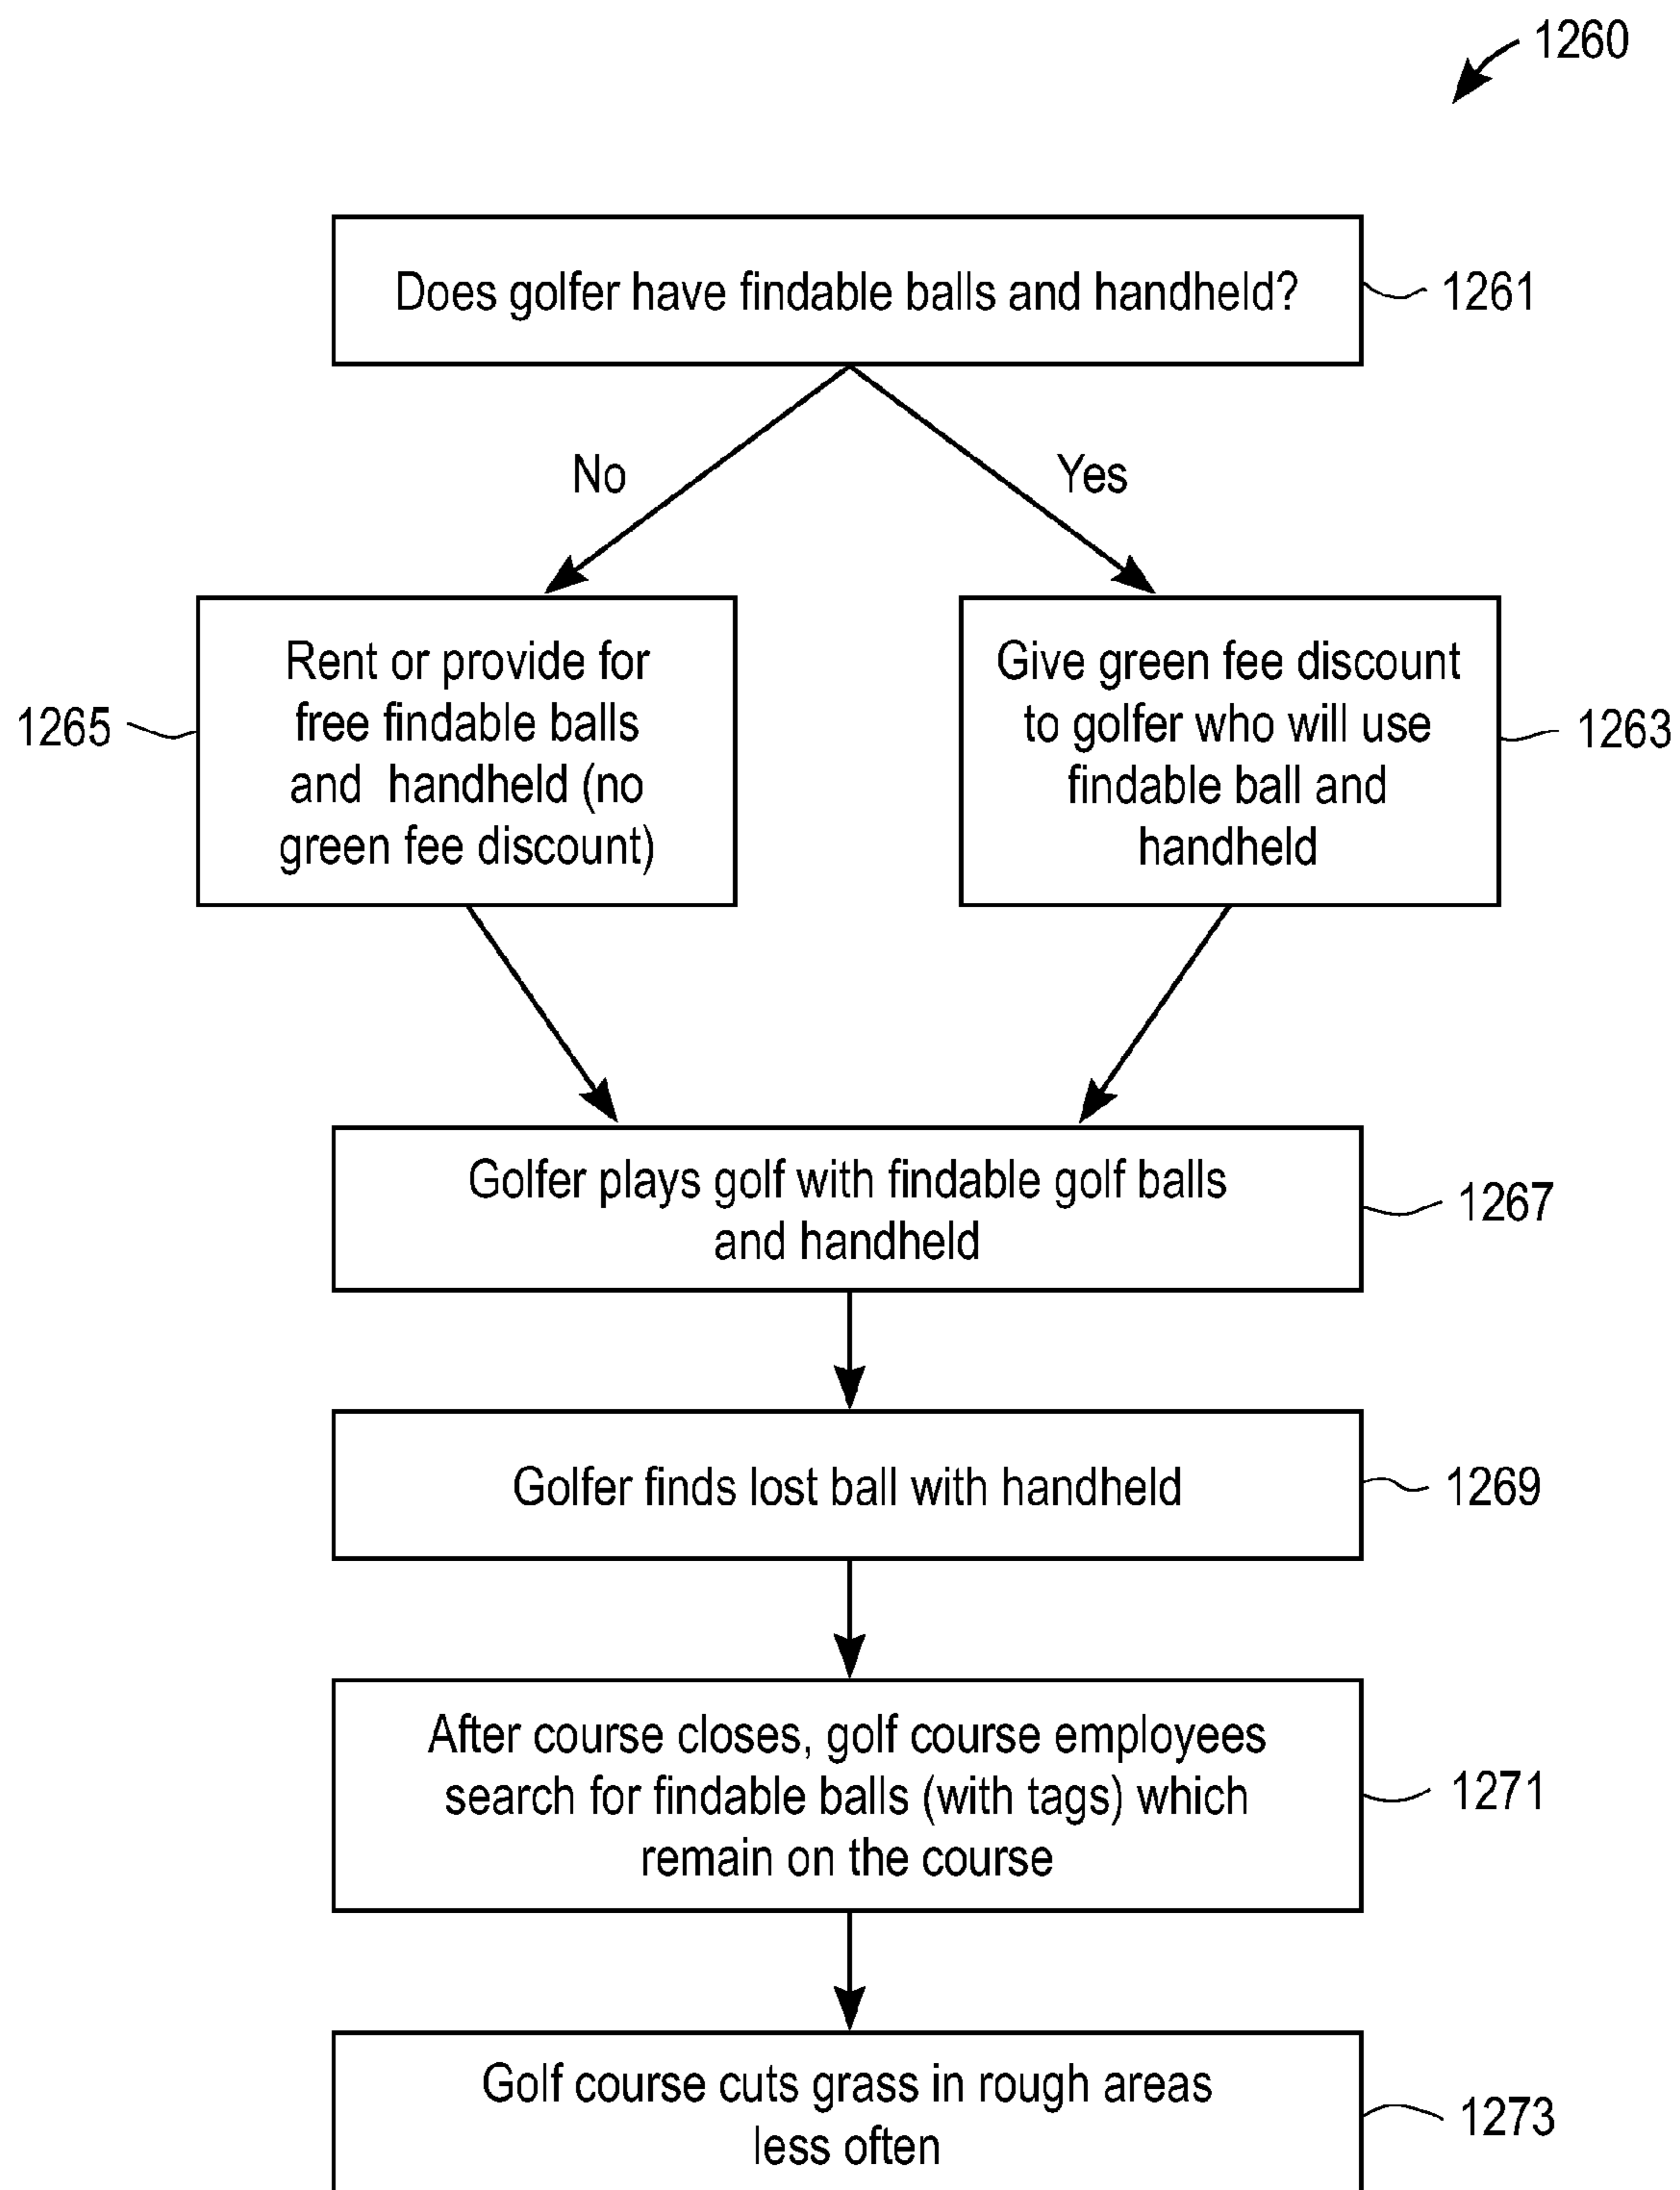 1260
Does golfer have findable balls and handheld?
1261
No
Yes
Rent or provide for
free findable balls
and handheld (no
green fee discount)
1265
Give green fee discount
to golfer who will use
findable ball and
handheld
1263
Golfer plays golf with findable golf balls
and handheld
1267
Golfer finds lost ball with handheld
1269
After course closes, golf course employees
search for findable balls (with tags) which
remain on the course
1271
Golf course cuts grass in rough areas
less often
1273